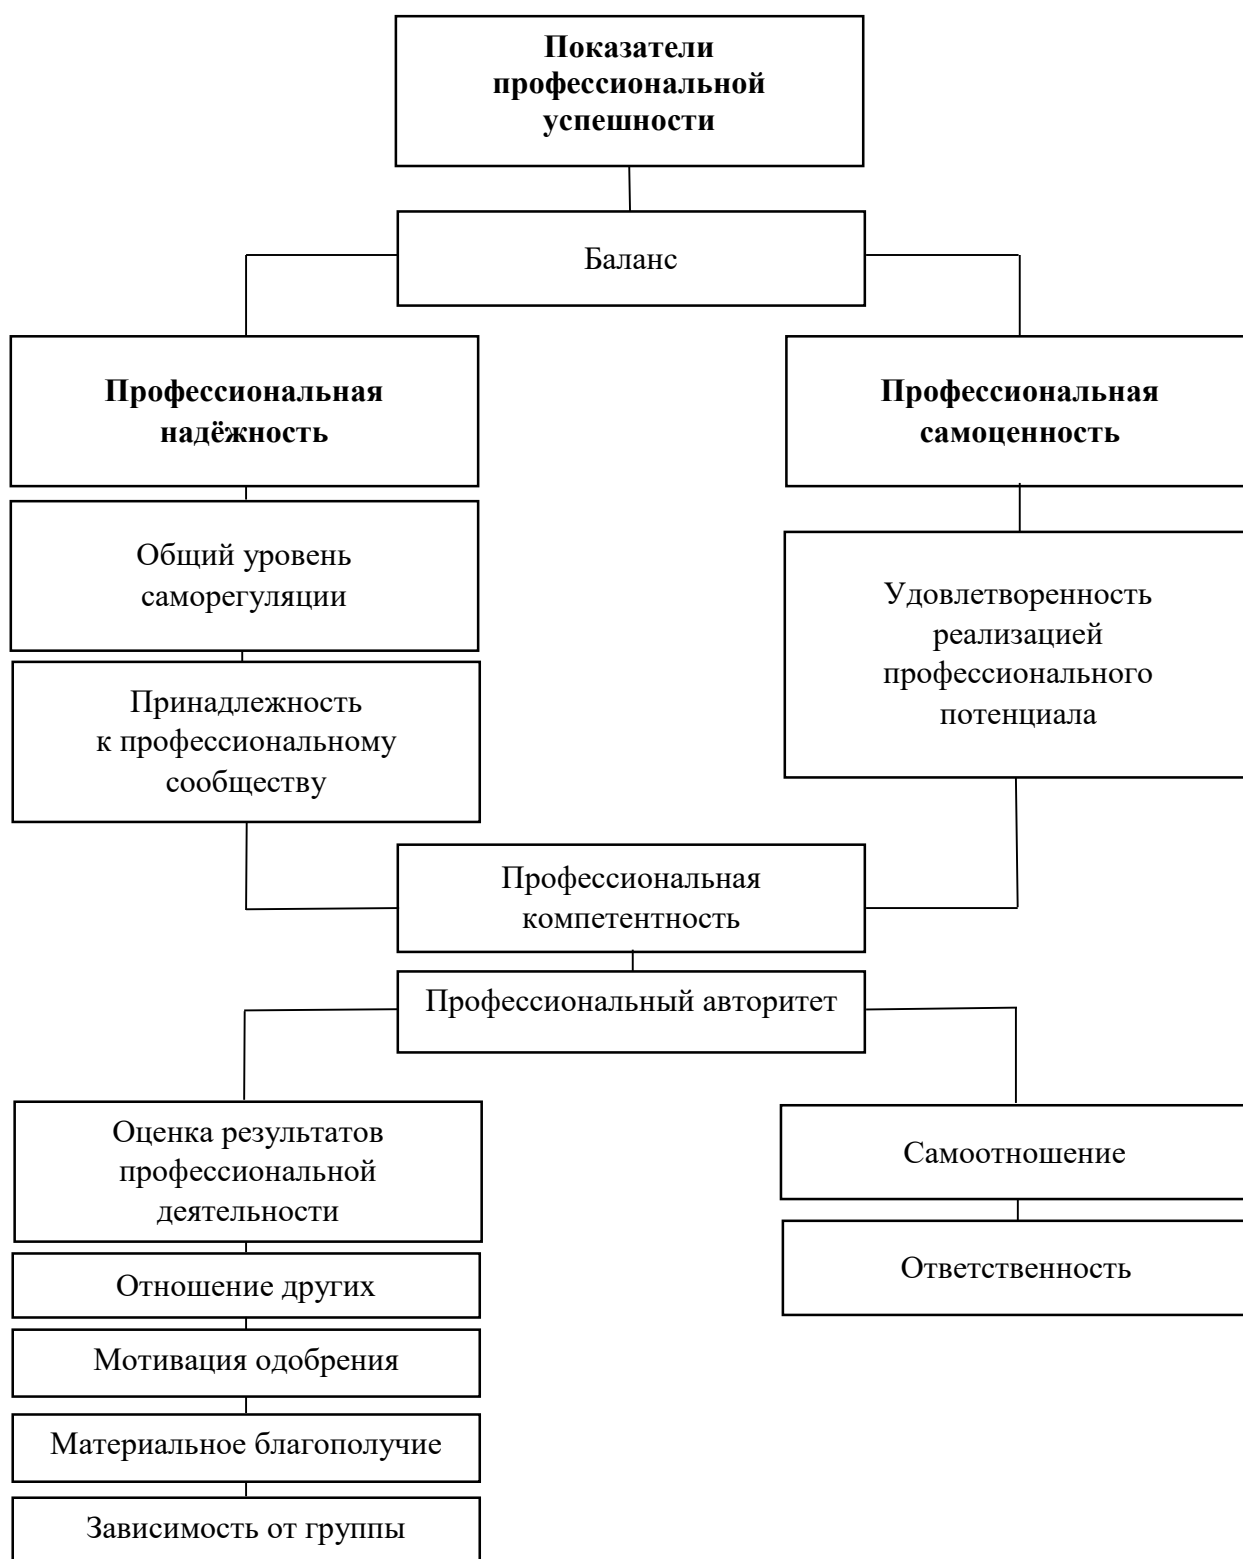 Показатели
профессиональной
успешности
Баланс
Профессиональная
надёжность
Профессиональная
самоценность
Общий уровень
саморегуляции
Удовлетворенность
реализацией
профессионального
потенциала
Принадлежность
к профессиональному
сообществу
Профессиональная
компетентность
Профессиональный авторитет
Оценка результатов
профессиональной
деятельности
Самоотношение
Ответственность
Отношение других
Мотивация одобрения
Материальное благополучие
Зависимость от группы